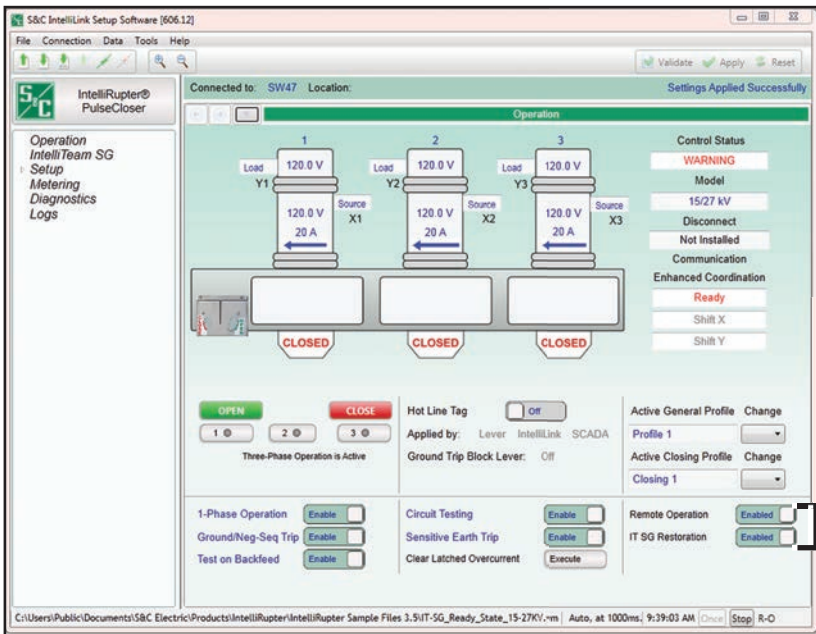 S&C IntelliLink Setup Software [606.12]
File Connection Data Tools Help
Validate Apply Reset
S&C IntelliRupter® PulseCloser
Operation
IntelliTeam SG
Setup
Metering
Diagnostics
Logs
Connected to: SW47 Location: Settings Applied Successfully
Operation
1 2 3
Load 120.0 V Load 120.0 V Load 120.0 V
Y1 Y2 Y3
Source Source Source
120.0 V X1 120.0 V X2 120.0 V X3
20 A 20 A 20 A
CLOSED CLOSED CLOSED
Control Status
WARNING
Model
15/27 kV
Disconnect
Not Installed
Communication
Enhanced Coordination
Ready
Shift X
Shift Y
OPEN CLOSE
1 2 3
Three-Phase Operation is Active
Hot Line Tag Off
Applied by: Lever IntelliLink SCADA
Ground Trip Block Lever: Off
Active General Profile Change
Profile 1
Active Closing Profile Change
Closing 1
1-Phase Operation Enable
Ground/Neg-Seq Trip Enable
Test on Backfeed Enable
Circuit Testing Enable
Sensitive Earth Trip Enable
Clear Latched Overcurrent Execute
Remote Operation Enabled
IT SG Restoration Enabled
C:\Users\Public\Documents\S&C Electric\Products\IntelliRupter\IntelliRupter Sample Files 3.5\IT-SG_Ready_State_15-27KV.vm Auto, at 1000ms. 9:39:03 AM Once Stop R-O